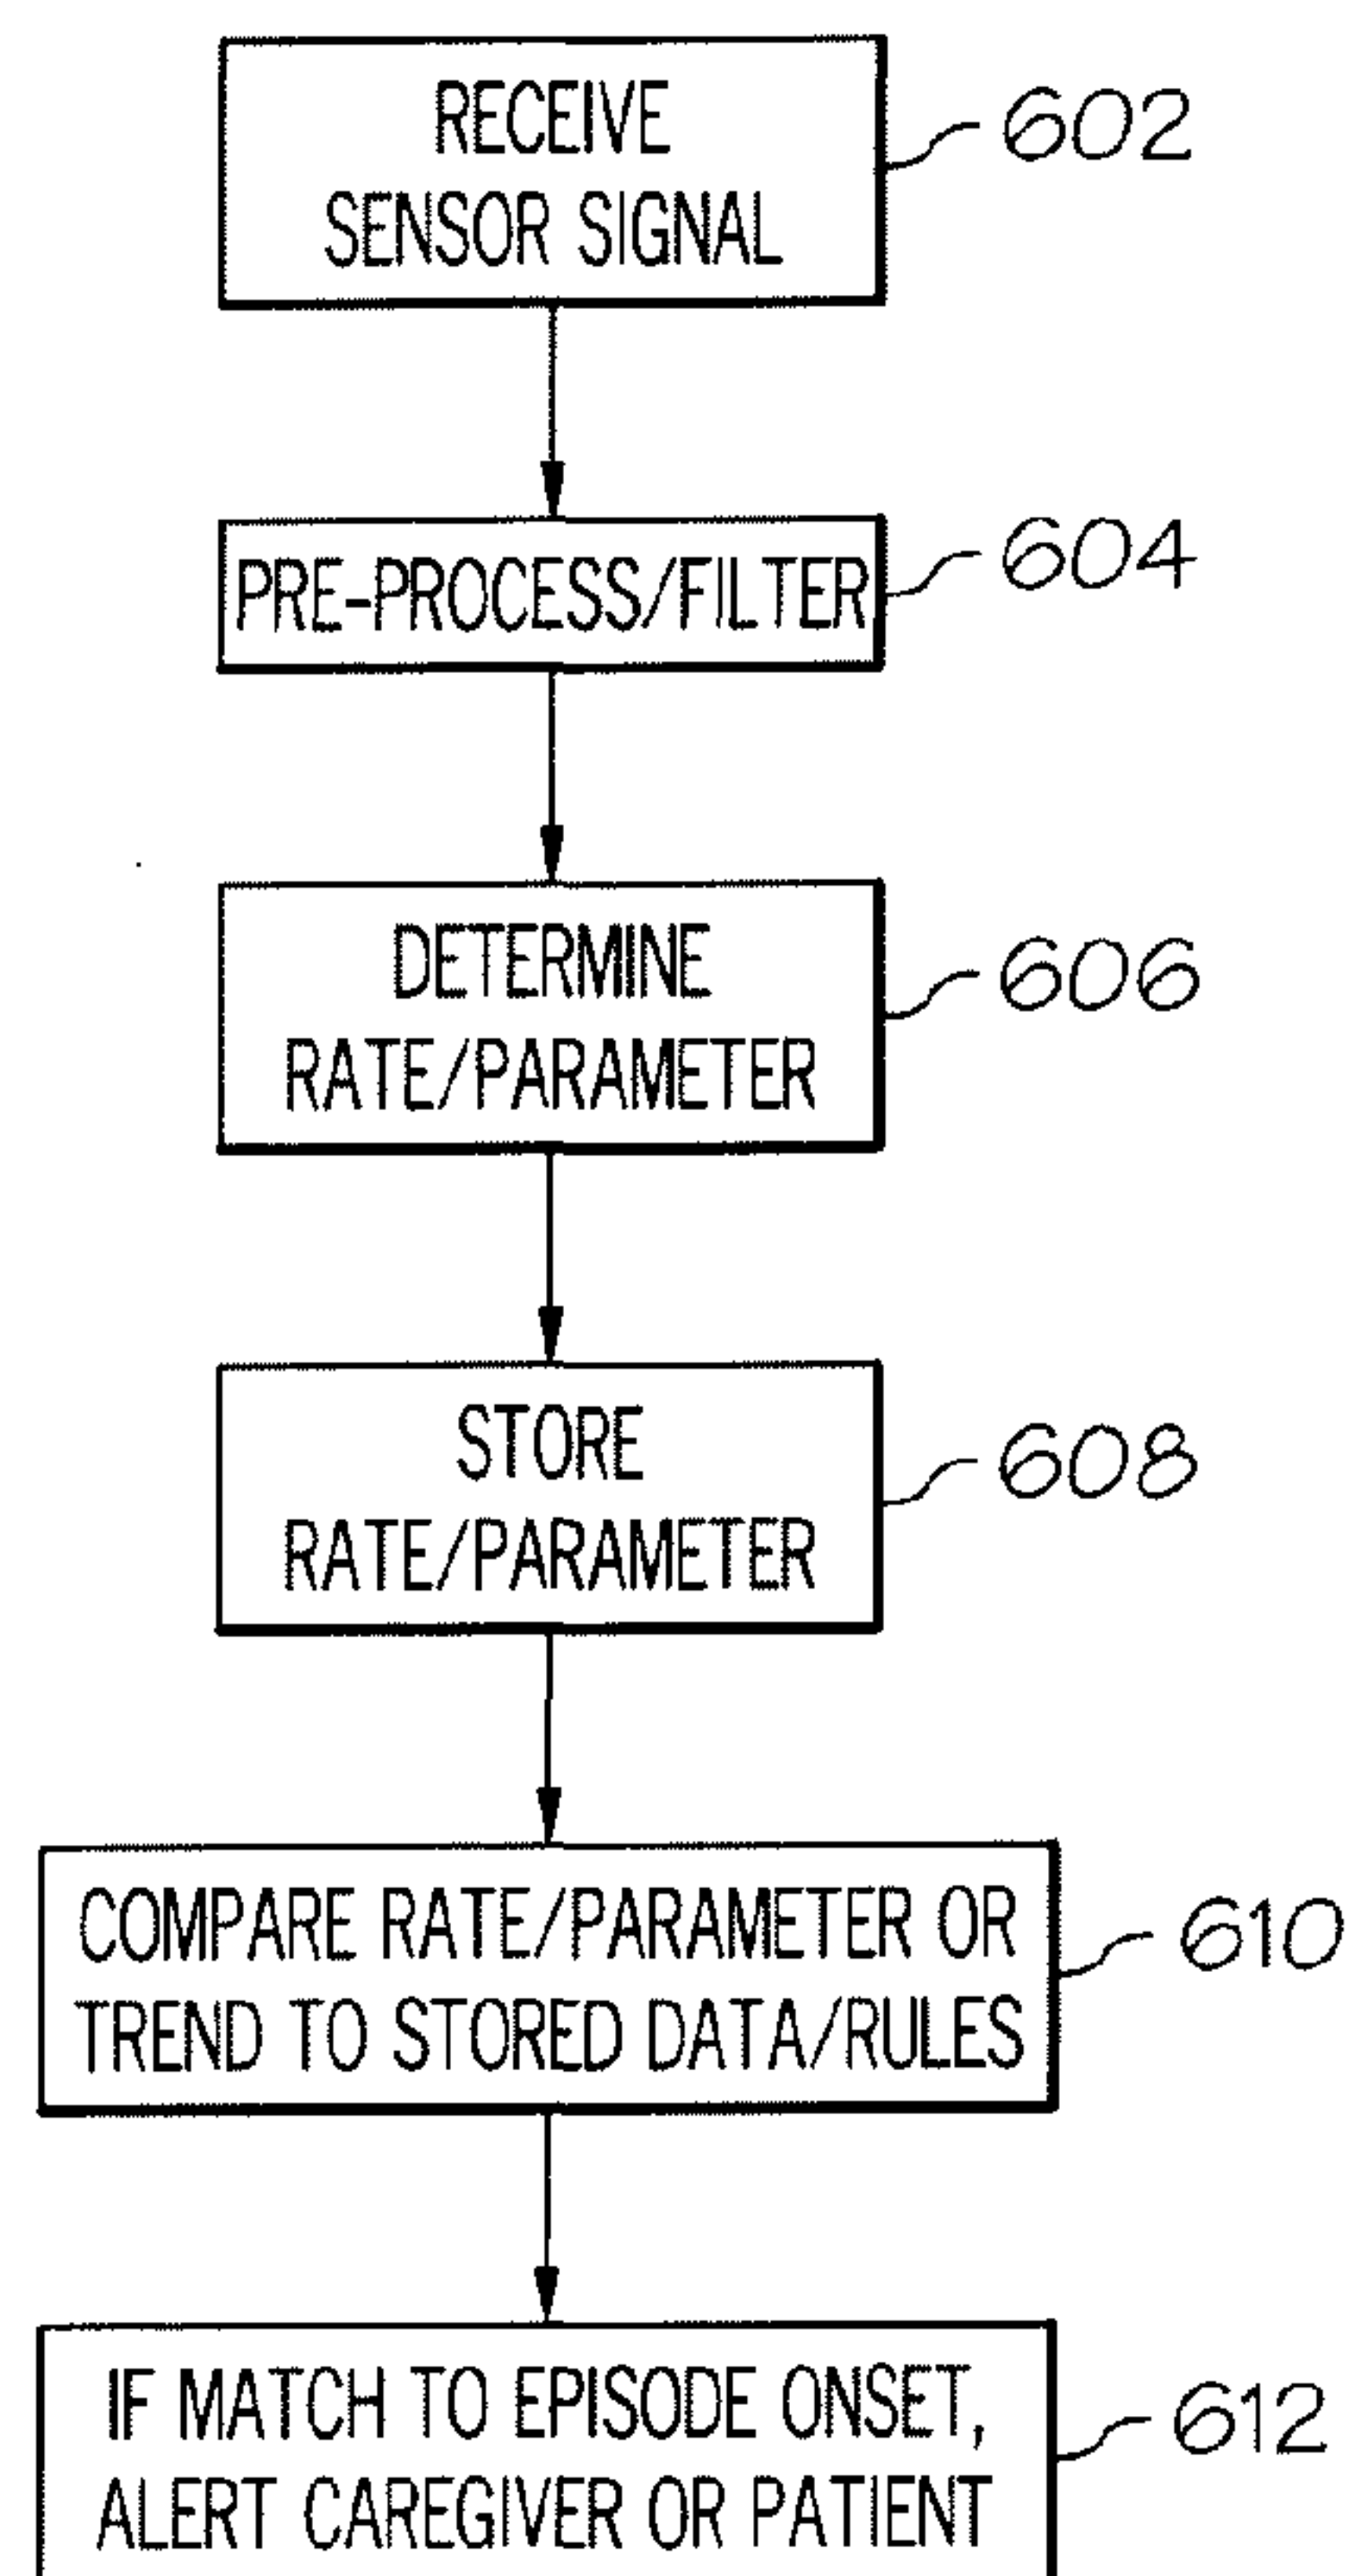 RECEIVE
SENSOR SIGNAL
602
PRE-PROCESS/FILTER
604
DETERMINE
RATE/PARAMETER
606
STORE
RATE/PARAMETER
608
COMPARE RATE/PARAMETER OR
TREND TO STORED DATA/RULES
610
IF MATCH TO EPISODE ONSET,
ALERT CAREGIVER OR PATIENT
612